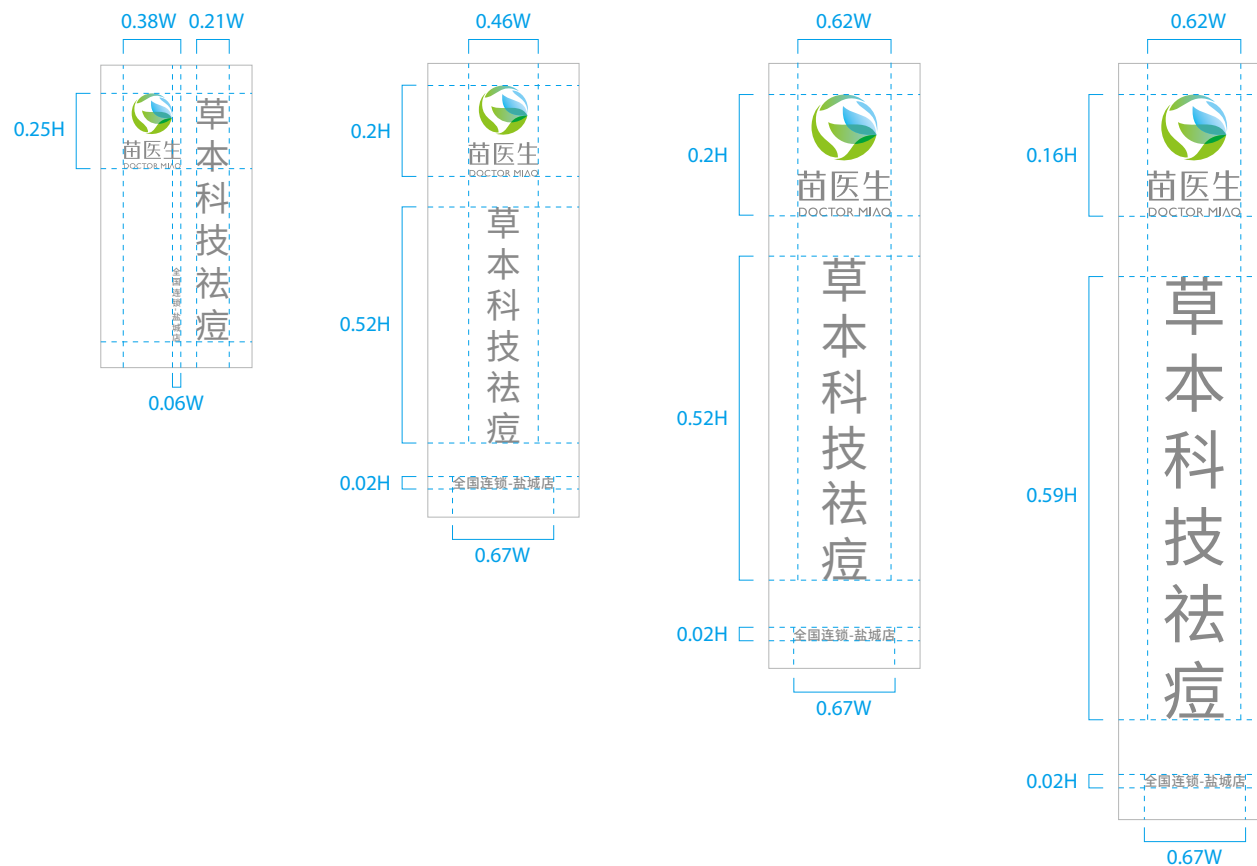 0.38W
0.21W
0.25H
苗医生
DOCTOR MIAO
草本科技祛痘
0.06W
0.46W
0.2H
苗医生
DOCTOR MIAO
0.52H
草本科技祛痘
0.02H
全国连锁-盐城店
0.67W
0.62W
0.2H
苗医生
DOCTOR MIAO
0.52H
草本科技祛痘
0.02H
全国连锁-盐城店
0.67W
0.62W
0.16H
苗医生
DOCTOR MIAO
0.59H
草本科技祛痘
0.02H
全国连锁-盐城店
0.67W